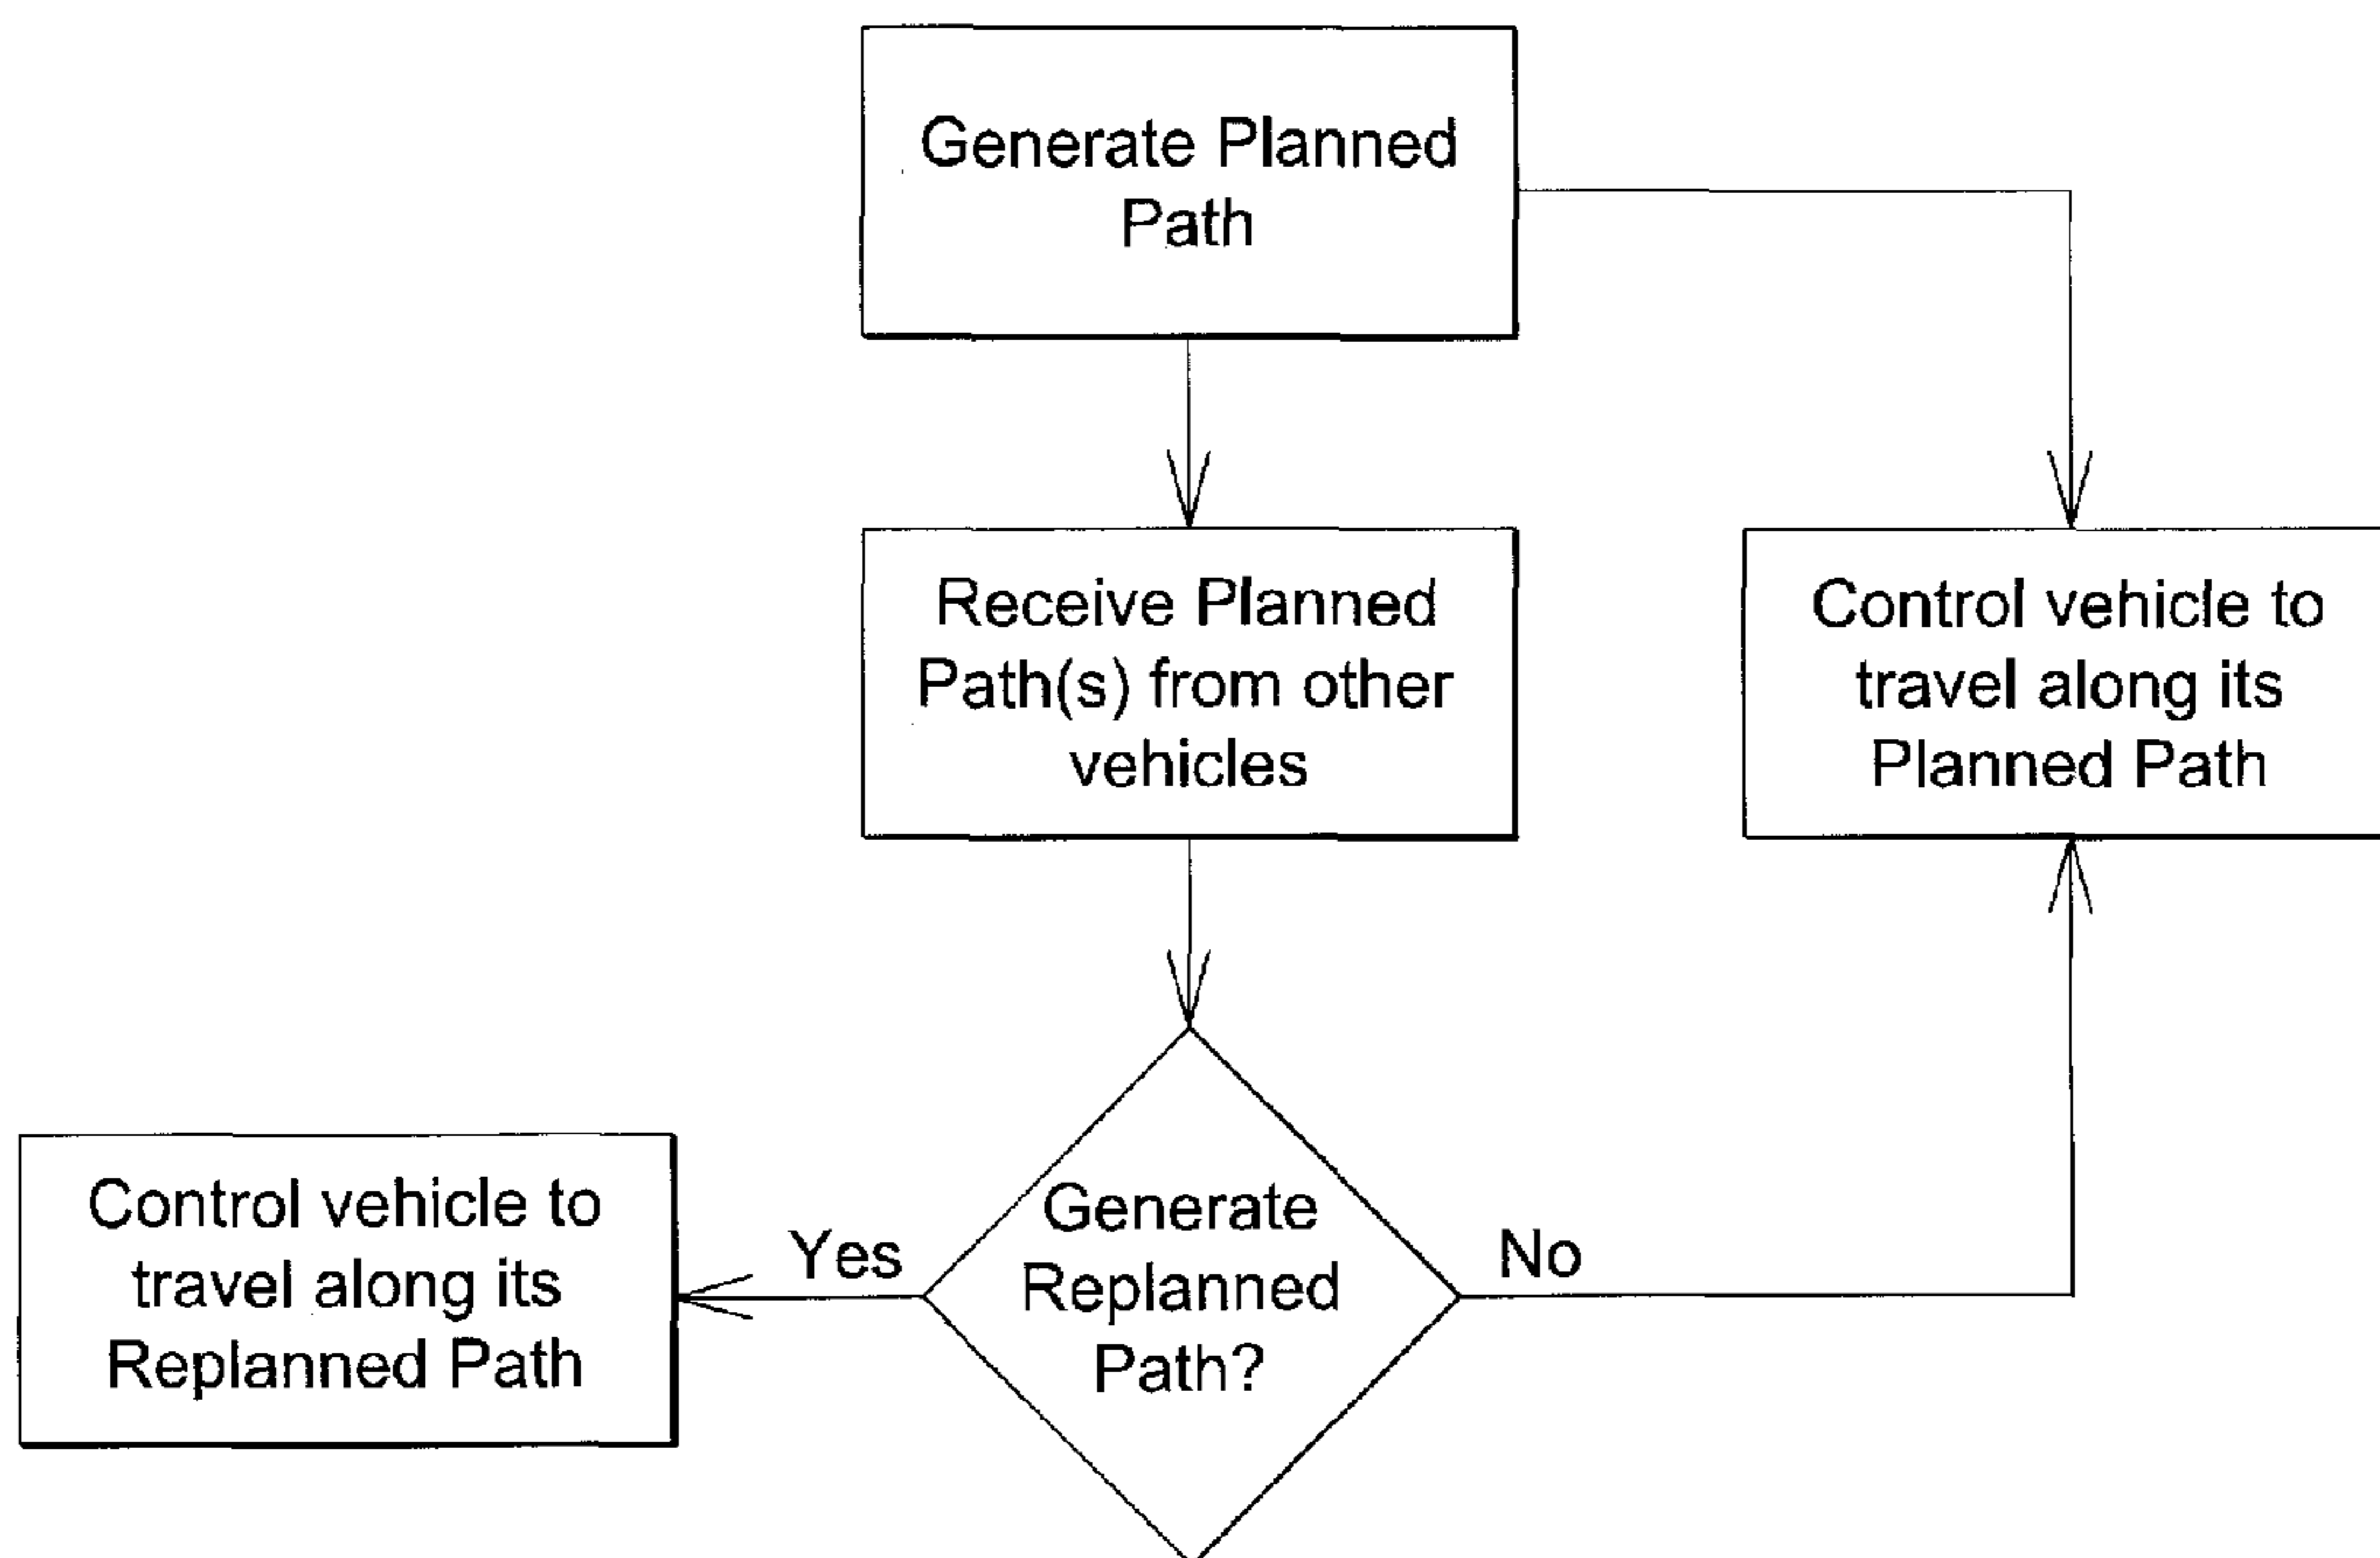 Generate Planned
Path
Receive Planned
Path(s) from other
vehicles
Control vehicle to
travel along its
Planned Path
Control vehicle to
travel along its
Replanned Path
Yes
Generate
Replanned
Path?
No